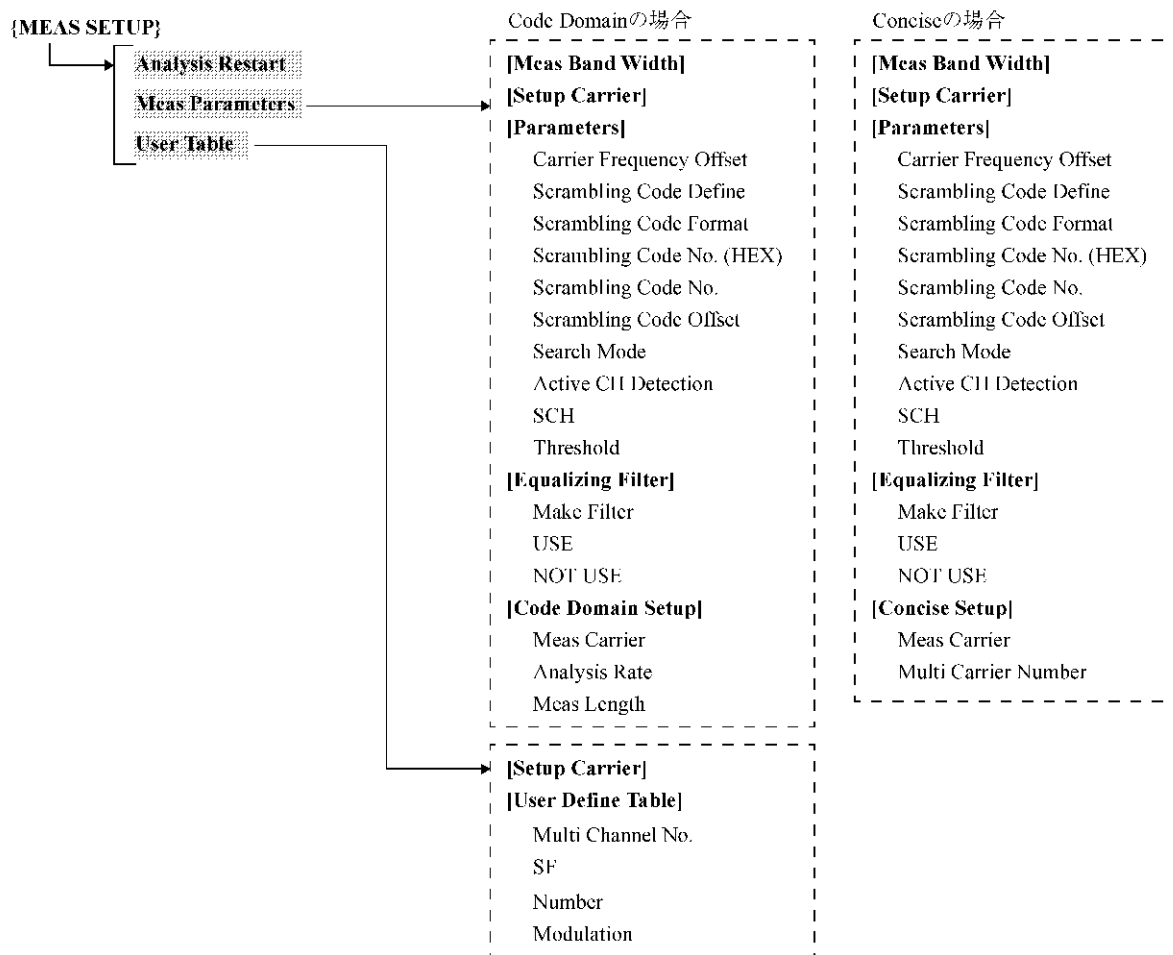 {MEAS SETUP}
Analysis Restart
Meas Parameters
User Table
Code Domainの場合
[Meas Band Width]
[Setup Carrier]
[Parameters]
Carrier Frequency Offset
Scrambling Code Define
Scrambling Code Format
Scrambling Code No. (HEX)
Scrambling Code No.
Scrambling Code Offset
Search Mode
Active CH Detection
SCH
Threshold
[Equalizing Filter]
Make Filter
USE
NOT USE
[Code Domain Setup]
Meas Carrier
Analysis Rate
Meas Length
[Setup Carrier]
[User Define Table]
Multi Channel No.
SF
Number
Modulation
Conciseの場合
[Meas Band Width]
[Setup Carrier]
[Parameters]
Carrier Frequency Offset
Scrambling Code Define
Scrambling Code Format
Scrambling Code No. (HEX)
Scrambling Code No.
Scrambling Code Offset
Search Mode
Active CH Detection
SCH
Threshold
[Equalizing Filter]
Make Filter
USE
NOT USE
[Concise Setup]
Meas Carrier
Multi Carrier Number